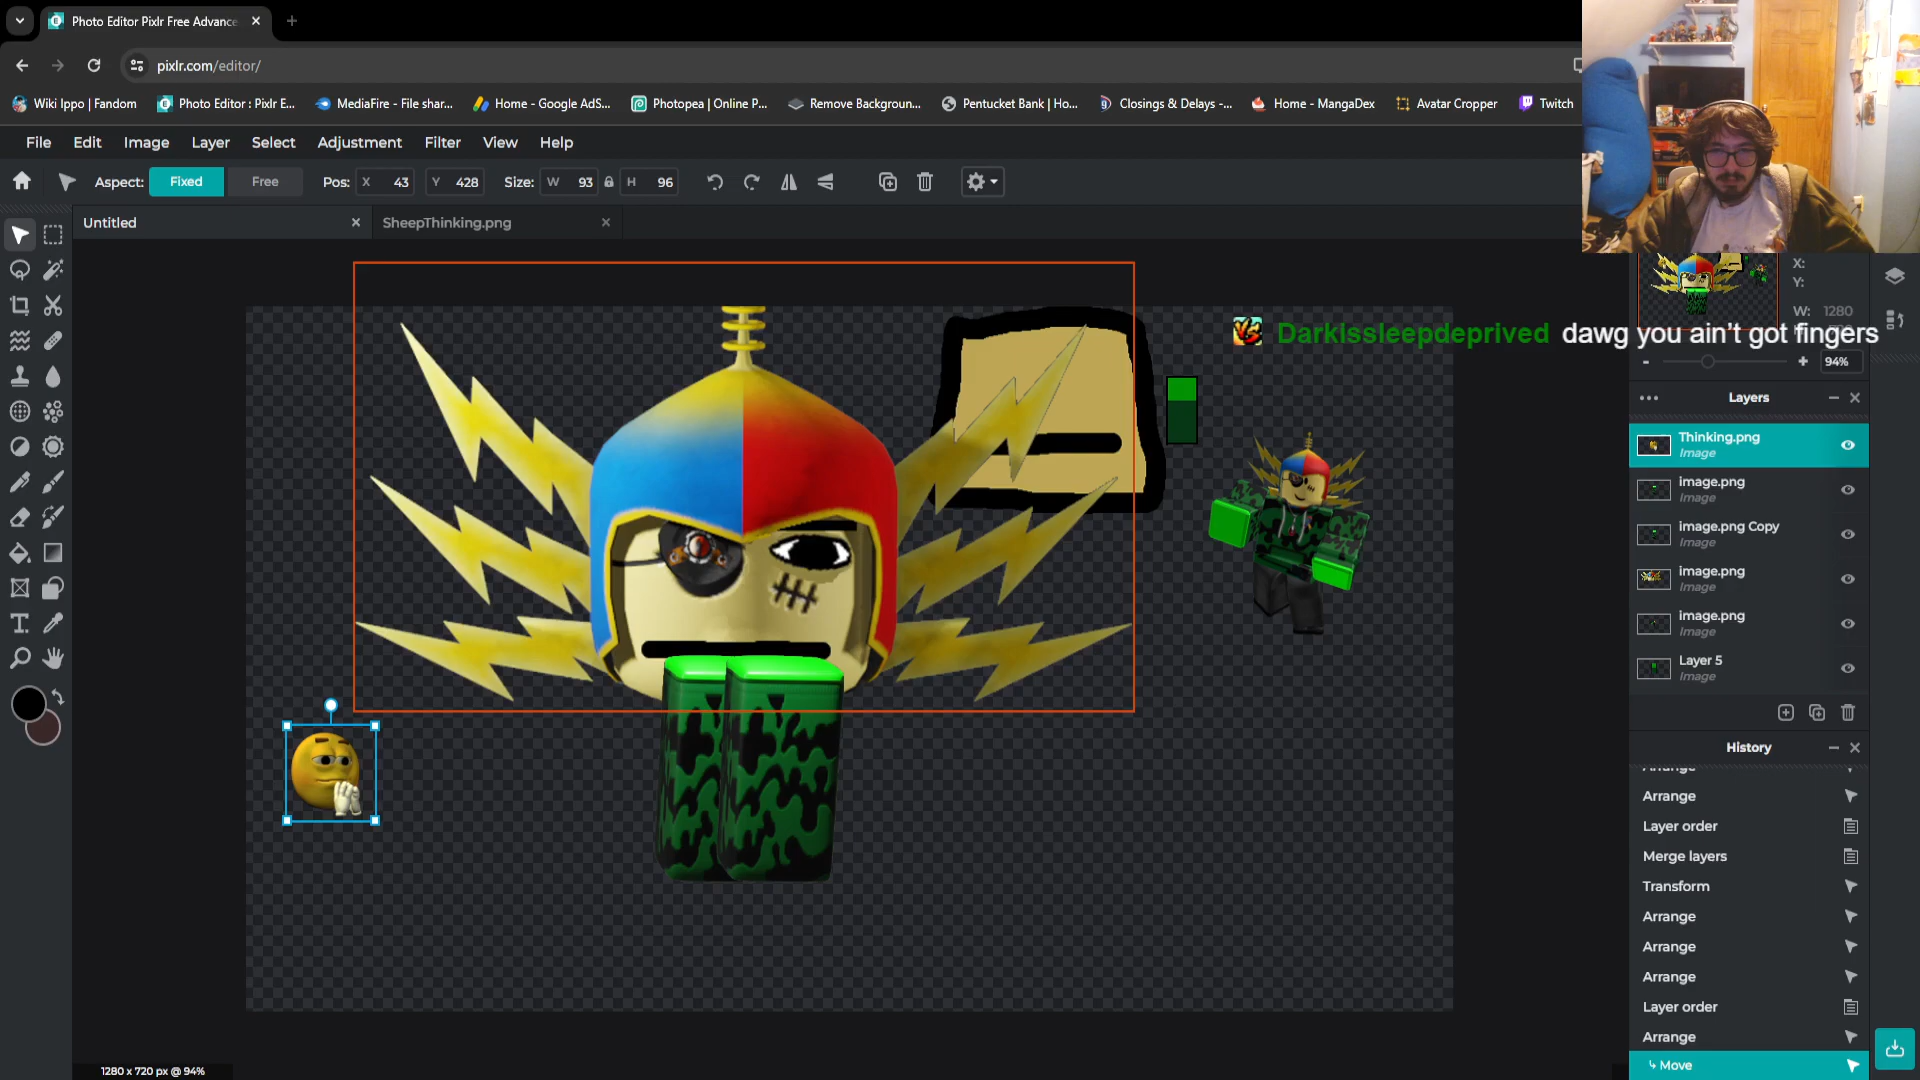 Photo Editor Pixlr Free Advance
pixlr.com/editor/
Wiki Ippo | Fandom
Photo Editor : Pixlr E...
MediaFire - File shar...
Home - Google AdS...
Photopea | Online P...
Remove Backgroun...
Pentucket Bank | Ho...
Closings & Delays -...
Home - MangaDex
Avatar Cropper
Twitch
File Edit Image Layer Select Adjustment Filter View Help
Aspect: Fixed Free Pos: X 43 Y 428 Size: W 93 H 96
Untitled
SheepThinking.png
X:
Y:
W: 1280
Darkissleepdeprived dawg you ain't got fingers
94%
Layers
Thinking.png
Image
image.png
Image
image.png Copy
Image
image.png
Image
image.png
Image
Layer 5
Image
History
Arrange
Arrange
Layer order
Merge layers
Transform
Arrange
Arrange
Arrange
Layer order
Arrange
Move
1280 x 720 px @ 94%